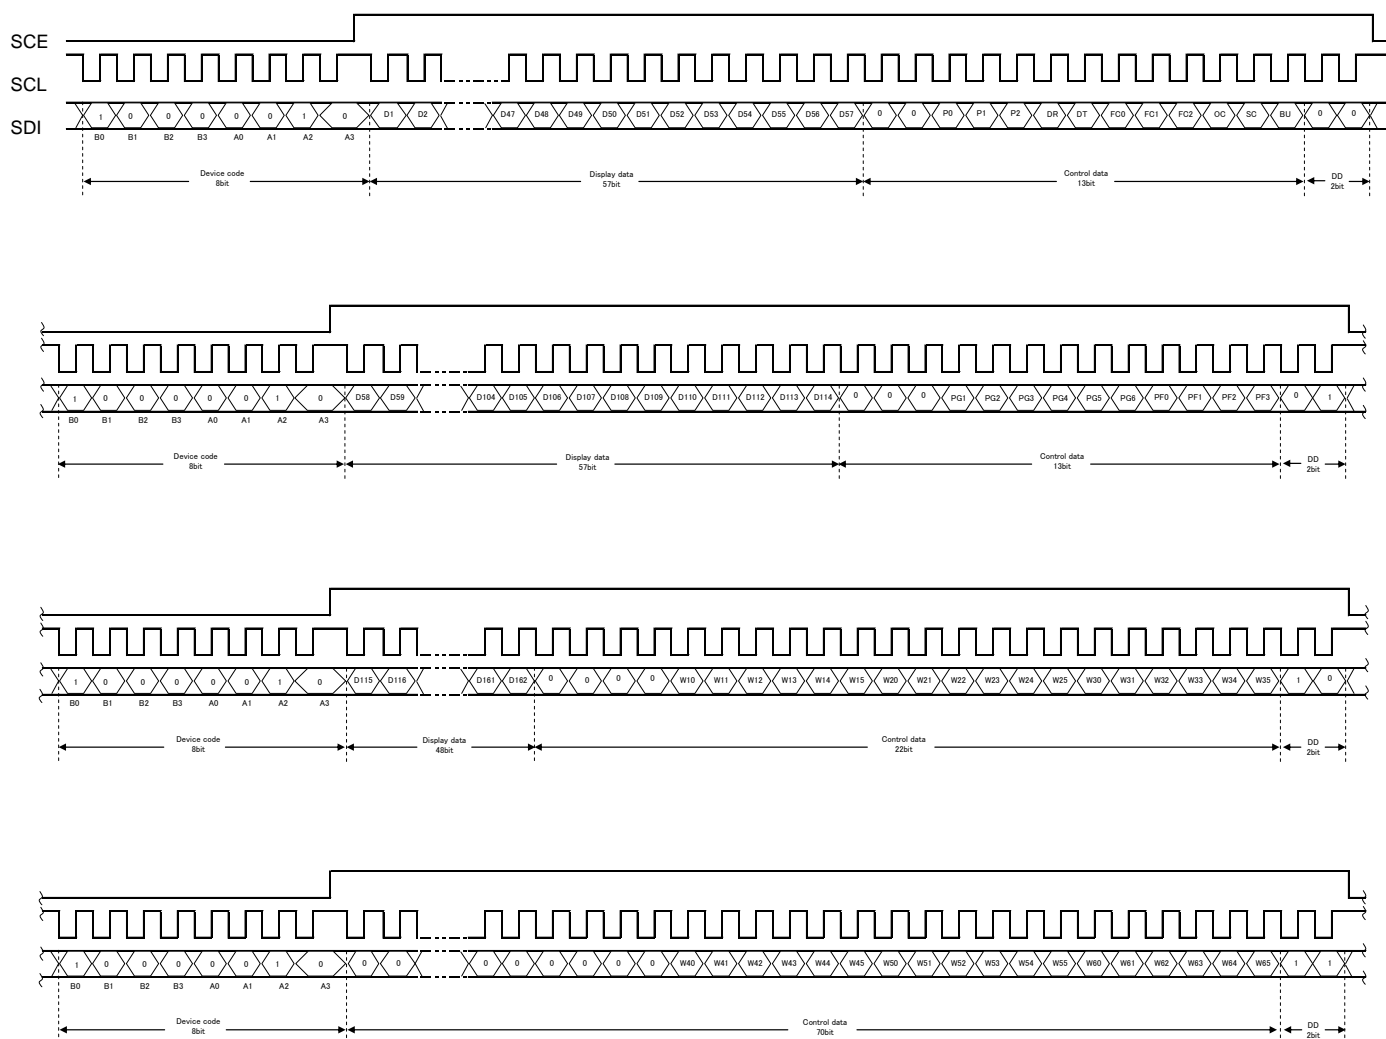 SCE
SCL
SDI
1 0 0 0 0 0 1 0 D1 D2 D47 D48 D49 D50 D51 D52 D53 D54 D55 D56 D57 0 0 P0 P1 P2 DR DT FC0 FC1 FC2 OC SC BU 0 0
B0 B1 B2 B3 A0 A1 A2 A3
Device code
8bit
Display data
57bit
Control data
13bit
DD
2bit
1 0 0 0 0 0 1 0 D58 D59 D104 D105 D106 D107 D108 D109 D110 D111 D112 D113 D114 0 0 0 PG1 PG2 PG3 PG4 PG5 PG6 PF0 PF1 PF2 PF3 0 1
B0 B1 B2 B3 A0 A1 A2 A3
Device code
8bit
Display data
57bit
Control data
13bit
DD
2bit
1 0 0 0 0 0 1 0 D115 D116 D161 D162 0 0 0 0 W10 W11 W12 W13 W14 W15 W20 W21 W22 W23 W24 W25 W30 W31 W32 W33 W34 W35 1 0
B0 B1 B2 B3 A0 A1 A2 A3
Device code
8bit
Display data
48bit
Control data
22bit
DD
2bit
1 0 0 0 0 0 1 0 0 0 0 0 0 0 0 0 W40 W41 W42 W43 W44 W45 W50 W51 W52 W53 W54 W55 W60 W61 W62 W63 W64 W65 1 1
B0 B1 B2 B3 A0 A1 A2 A3
Device code
8bit
Control data
70bit
DD
2bit